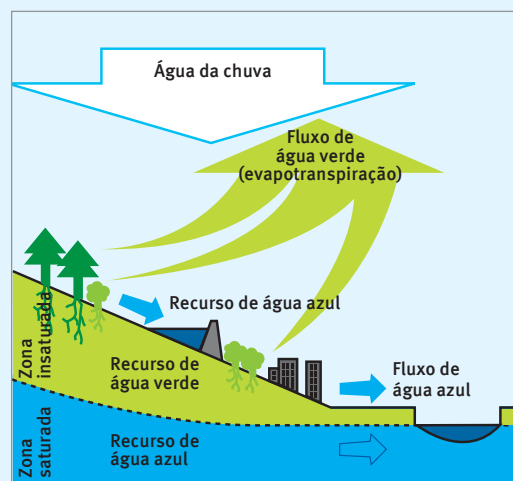 Água da chuva
Fluxo de
água verde
(evapotranspiração)
Recurso de água azul
Zona
insaturada
Recurso de
água verde
Fluxo de
água azul
Zona
saturada
Recurso de
água azul